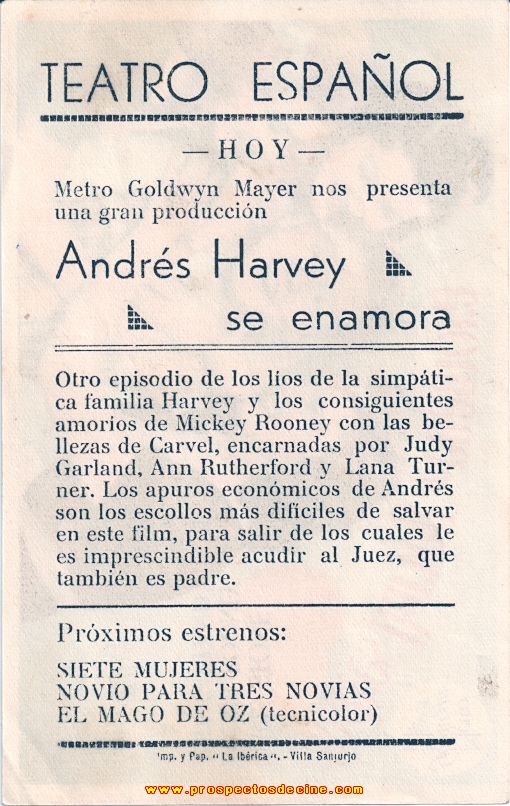 TEATRO ESPAÑOL
— HOY —
Metro Goldwyn Mayer nos presenta
una gran producción
Andrés Harvey
se enamora
Otro episodio de los líos de la simpáti-
ca familia Harvey y los consiguientes
amorios de Mickey Rooney con las be-
llezas de Carvel, encarnadas por Judy
Garland, Ann Rutherford y Lana Tur-
ner. Los apuros económicos de Andrés
son los escollos más difíciles de salvar
en este film, para salir de los cuales le
es imprescindible acudir al Juez, que
también es padre.
Próximos estrenos:
SIETE MUJERES
NOVIO PARA TRES NOVIAS
EL MAGO DE OZ (tecnicolor)
Imp. y Pap. «La Ibérica». - Villa Sanjurjo
www.prospectosdecine.com